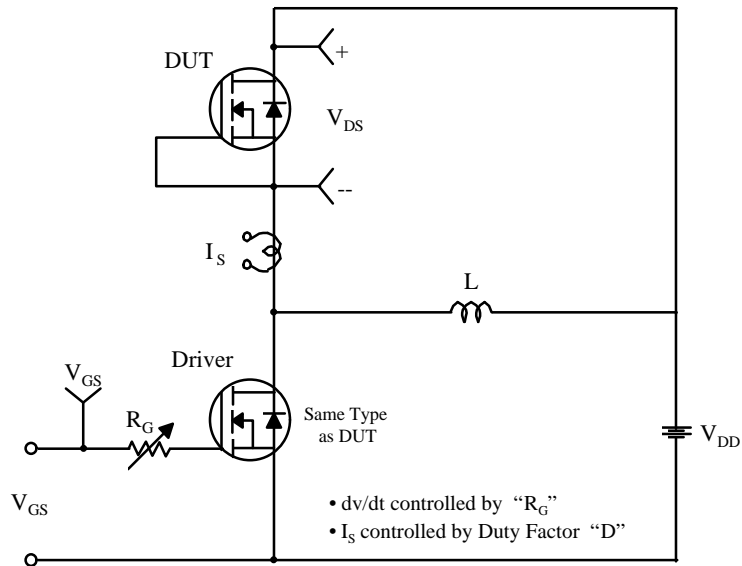 DUT
+
V_DS
--
I_S
L
Driver
V_GS
R_G
Same Type
as DUT
V_DD
V_GS
• dv/dt controlled by “R_G”
• I_S controlled by Duty Factor “D”